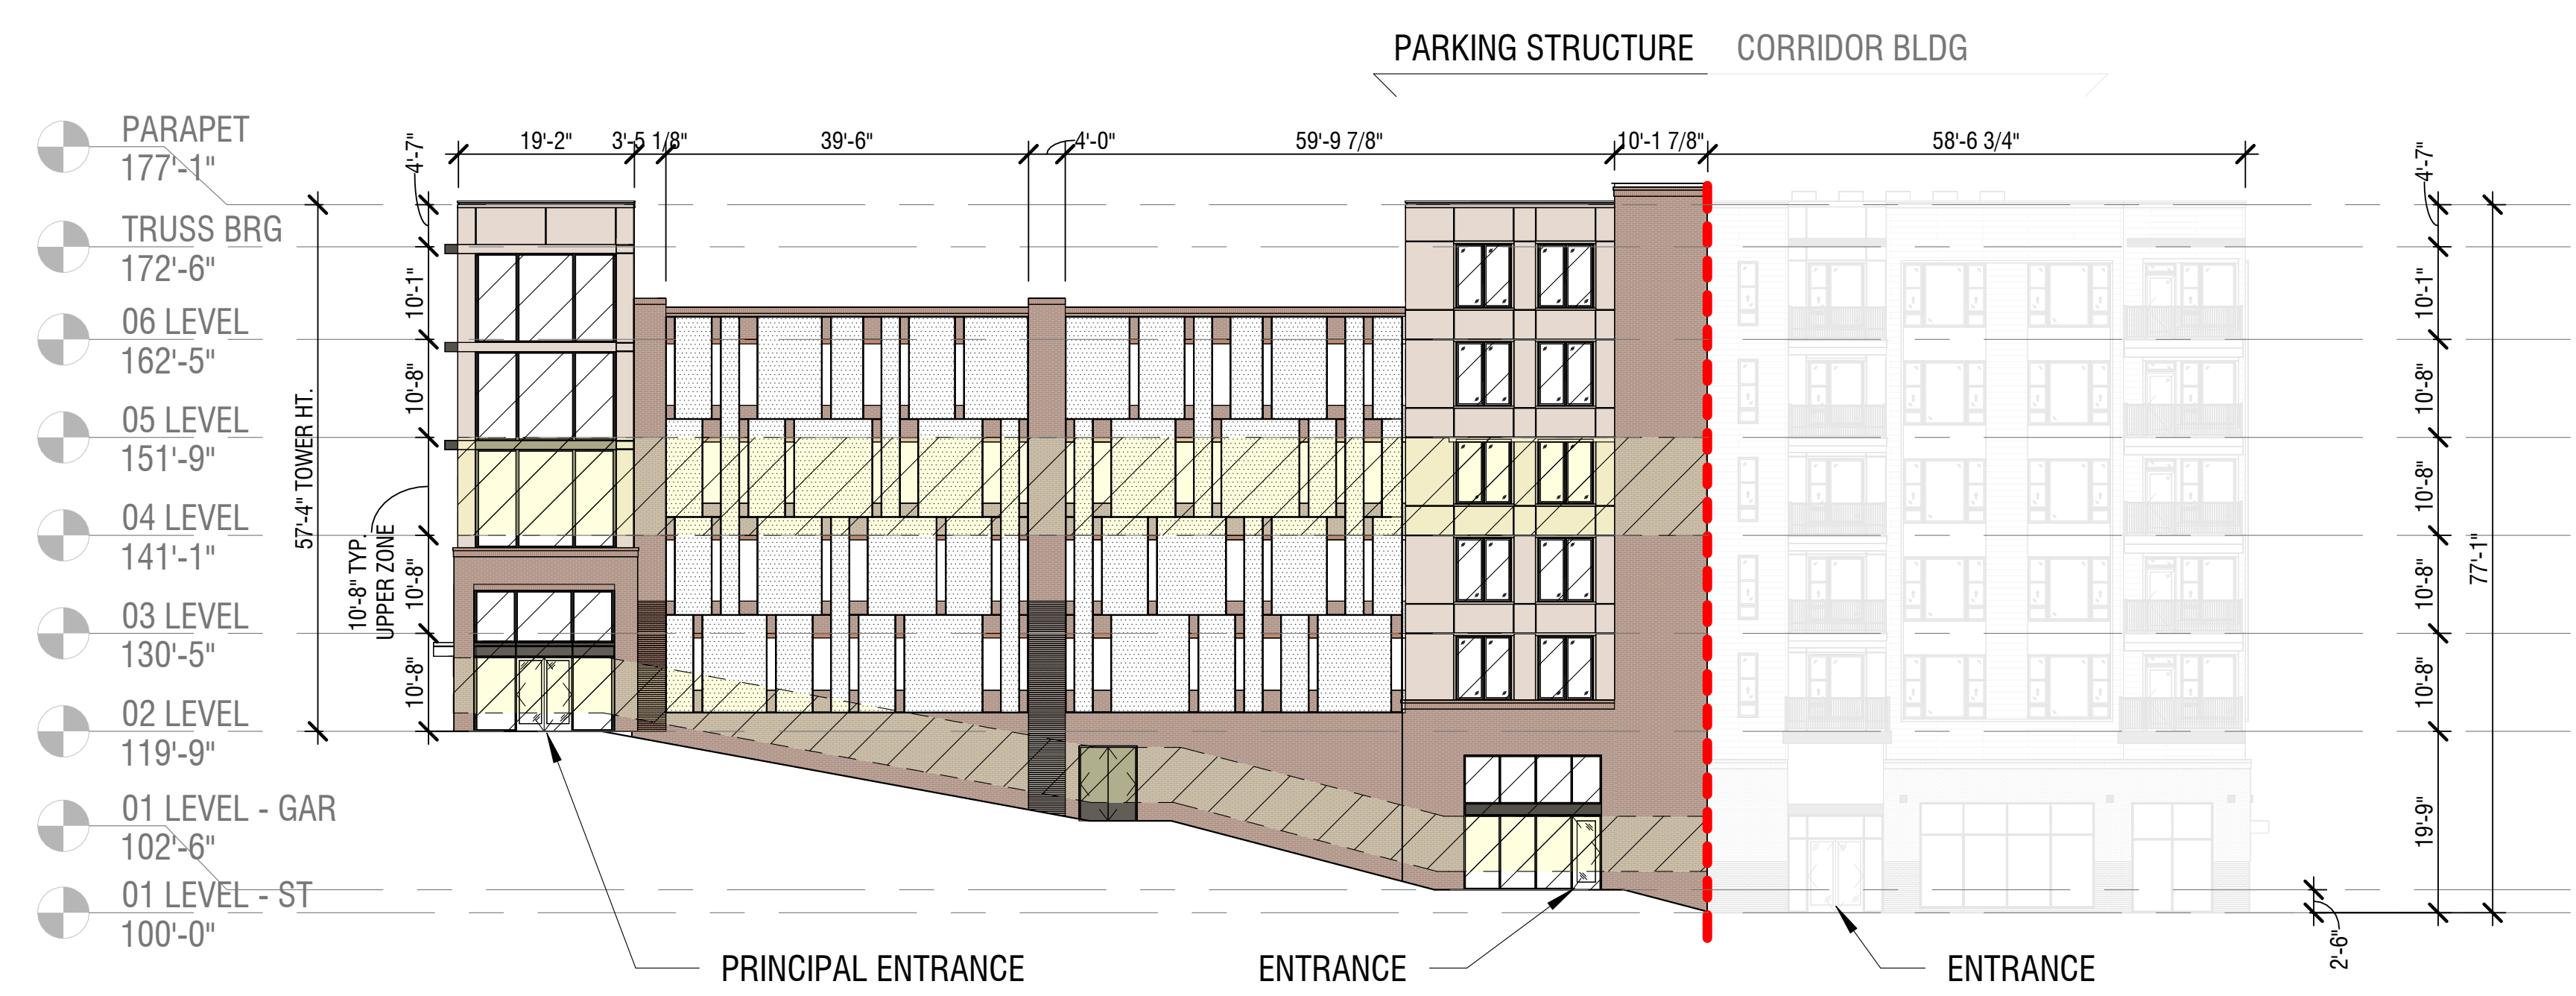 PARKING STRUCTURE CORRIDOR BLDG
PARAPET
177'-1"
TRUSS BRG
172'-6"
06 LEVEL
162'-5"
05 LEVEL
151'-9"
04 LEVEL
141'-1"
03 LEVEL
130'-5"
02 LEVEL
119'-9"
01 LEVEL - GAR
102'-6"
01 LEVEL - ST
100'-0"
19'-2" 3'-5 1/8" 39'-6" 4'-0" 59'-9 7/8" 10'-1 7/8" 58'-6 3/4"
57'-4" TOWER HT.
10'-8" TYP.
UPPER ZONE
4'-7"
10'-1"
10'-8"
10'-8"
10'-8"
4'-7"
10'-1"
10'-8"
10'-8"
10'-8"
10'-8"
19'-9"
77'-1"
2'-6"
PRINCIPAL ENTRANCE
ENTRANCE
ENTRANCE